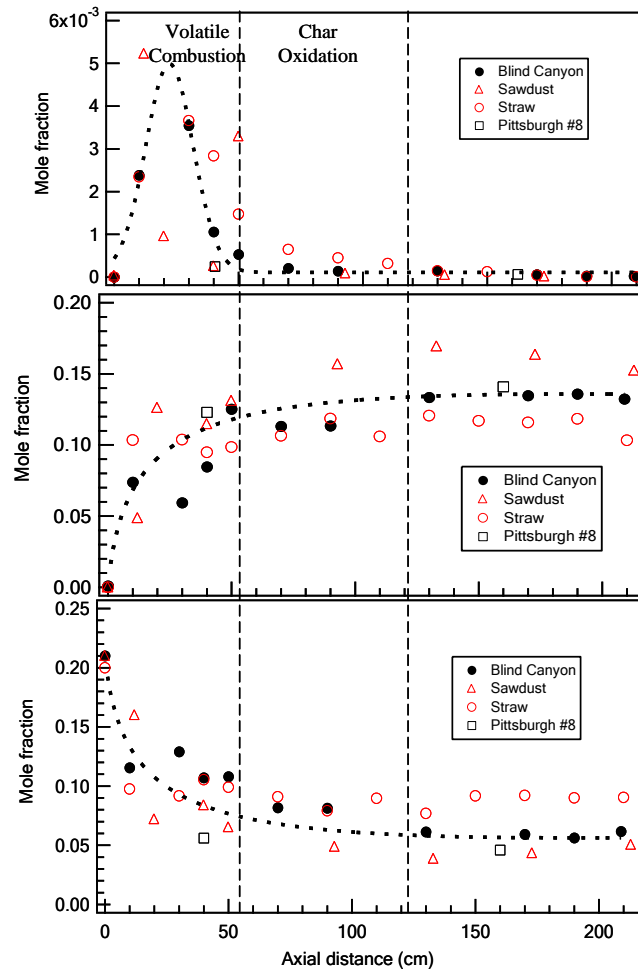 Volatile
Combustion
Char
Oxidation
6x10-3
5
4
3
2
1
0
Mole fraction
Blind Canyon
Sawdust
Straw
Pittsburgh #8
0.20
0.15
0.10
0.05
0.00
Mole fraction
Blind Canyon
Sawdust
Straw
Pittsburgh #8
0.25
0.20
0.15
0.10
0.05
0.00
Mole fraction
Blind Canyon
Sawdust
Straw
Pittsburgh #8
0 50 100 150 200
Axial distance (cm)